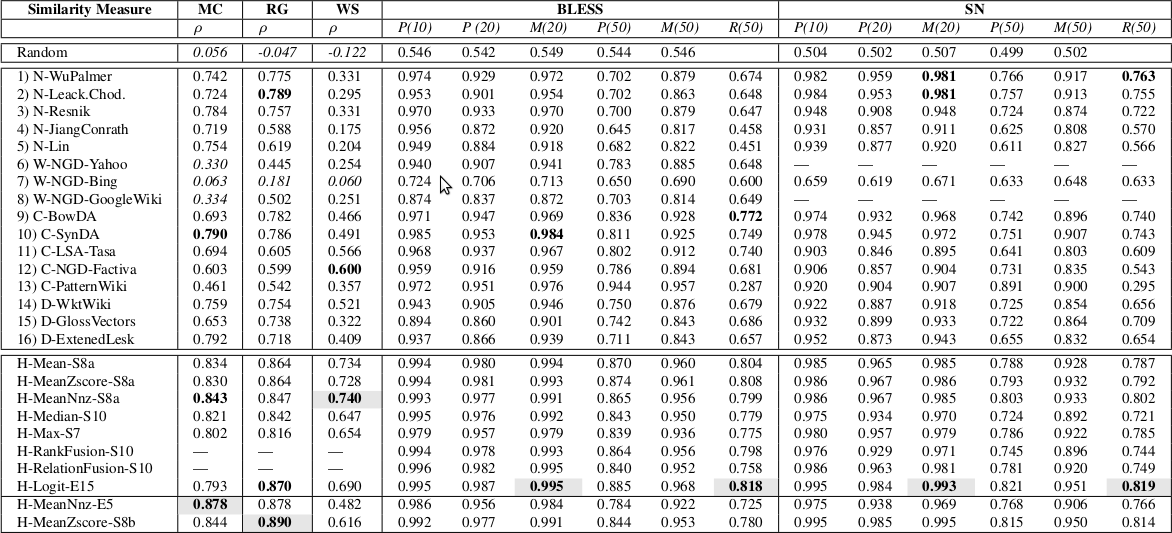 Similarity Measure MC RG WS BLESS SN
ρ ρ ρ P(10) P (20) M(20) P(50) M(50) R(50) P(10) P(20) M(20) P(50) M(50) R(50)
Random 0.056 -0.047 -0.122 0.546 0.542 0.549 0.544 0.546 0.504 0.502 0.507 0.499 0.502
1) N-WuPalmer 0.742 0.775 0.331 0.974 0.929 0.972 0.702 0.879 0.674 0.982 0.959 0.981 0.766 0.917 0.763
2) N-Leack.Chod. 0.724 0.789 0.295 0.953 0.901 0.954 0.702 0.863 0.648 0.984 0.953 0.981 0.757 0.913 0.755
3) N-Resnik 0.784 0.757 0.331 0.970 0.933 0.970 0.700 0.879 0.647 0.948 0.908 0.948 0.724 0.874 0.722
4) N-JiangConrath 0.719 0.588 0.175 0.956 0.872 0.920 0.645 0.817 0.458 0.931 0.857 0.911 0.625 0.808 0.570
5) N-Lin 0.754 0.619 0.204 0.949 0.884 0.918 0.682 0.822 0.451 0.939 0.877 0.920 0.611 0.827 0.566
6) W-NGD-Yahoo 0.330 0.445 0.254 0.940 0.907 0.941 0.783 0.885 0.648 — — — — — —
7) W-NGD-Bing 0.063 0.181 0.060 0.724 0.706 0.713 0.650 0.690 0.600 0.659 0.619 0.671 0.633 0.648 0.633
8) W-NGD-GoogleWiki 0.334 0.502 0.251 0.874 0.837 0.872 0.703 0.814 0.649 — — — — — —
9) C-BowDA 0.693 0.782 0.466 0.971 0.947 0.969 0.836 0.928 0.772 0.974 0.932 0.968 0.742 0.896 0.740
10) C-SynDA 0.790 0.786 0.491 0.985 0.953 0.984 0.811 0.925 0.749 0.978 0.945 0.972 0.751 0.907 0.743
11) C-LSA-Tasa 0.694 0.605 0.566 0.968 0.937 0.967 0.802 0.912 0.740 0.903 0.846 0.895 0.641 0.803 0.609
12) C-NGD-Factiva 0.603 0.599 0.600 0.959 0.916 0.959 0.786 0.894 0.681 0.906 0.857 0.904 0.731 0.835 0.543
13) C-PatternWiki 0.461 0.542 0.357 0.972 0.951 0.976 0.944 0.957 0.287 0.920 0.904 0.907 0.891 0.900 0.295
14) D-WktWiki 0.759 0.754 0.521 0.943 0.905 0.946 0.750 0.876 0.679 0.922 0.887 0.918 0.725 0.854 0.656
15) D-GlossVectors 0.653 0.738 0.322 0.894 0.860 0.901 0.742 0.843 0.686 0.932 0.899 0.933 0.722 0.864 0.709
16) D-ExtenedLesk 0.792 0.718 0.409 0.937 0.866 0.939 0.711 0.843 0.657 0.952 0.873 0.943 0.655 0.832 0.654
H-Mean-S8a 0.834 0.864 0.734 0.994 0.980 0.994 0.870 0.960 0.804 0.985 0.965 0.985 0.788 0.928 0.787
H-MeanZscore-S8a 0.830 0.864 0.728 0.994 0.981 0.993 0.874 0.961 0.808 0.986 0.967 0.986 0.793 0.932 0.792
H-MeanNnz-S8a 0.843 0.847 0.740 0.993 0.977 0.991 0.865 0.956 0.799 0.986 0.967 0.985 0.803 0.933 0.802
H-Median-S10 0.821 0.842 0.647 0.995 0.976 0.992 0.843 0.950 0.779 0.975 0.934 0.970 0.724 0.892 0.721
H-Max-S7 0.802 0.816 0.654 0.979 0.957 0.979 0.839 0.936 0.775 0.980 0.957 0.979 0.786 0.922 0.785
H-RankFusion-S10 — — — 0.994 0.978 0.993 0.864 0.956 0.798 0.976 0.929 0.971 0.745 0.896 0.744
H-RelationFusion-S10 — — — 0.996 0.982 0.995 0.840 0.952 0.758 0.986 0.963 0.981 0.781 0.920 0.749
H-Logit-E15 0.793 0.870 0.690 0.995 0.987 0.995 0.885 0.968 0.818 0.995 0.984 0.993 0.821 0.951 0.819
H-MeanNnz-E5 0.878 0.878 0.482 0.986 0.956 0.984 0.784 0.922 0.725 0.975 0.938 0.969 0.768 0.906 0.766
H-MeanZscore-S8b 0.844 0.890 0.616 0.992 0.977 0.991 0.844 0.953 0.780 0.995 0.985 0.995 0.815 0.950 0.814